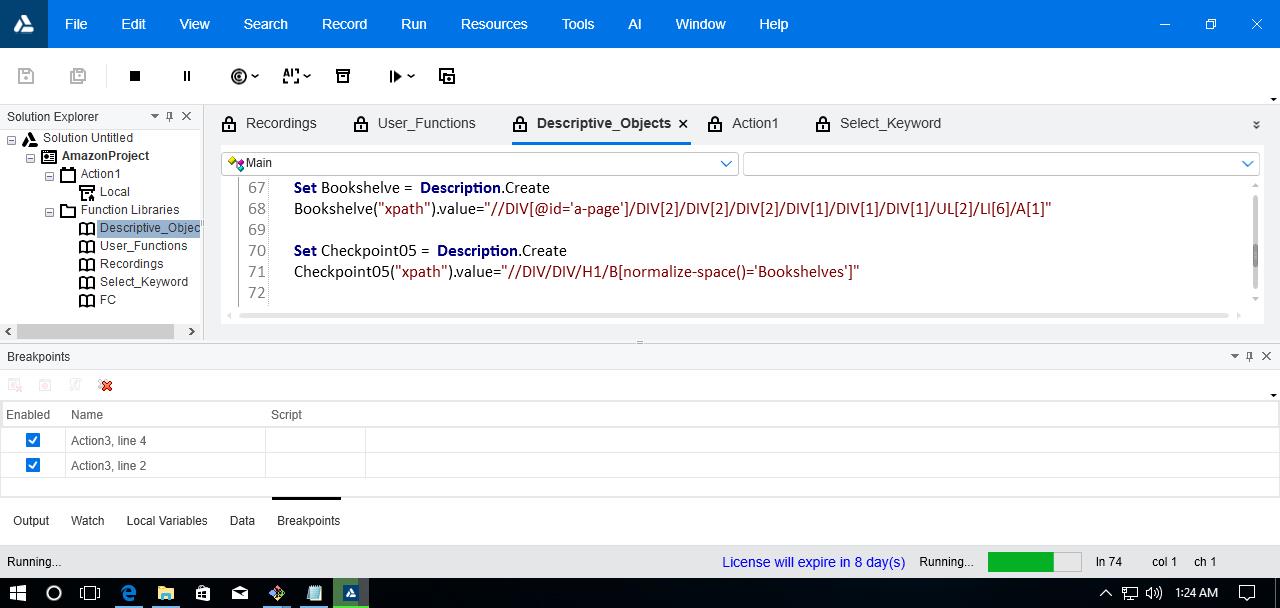 File Edit View Search Record Run Resources Tools AI Window Help
Solution Explorer
Solution Untitled
AmazonProject
Action1
Local
Function Libraries
Descriptive_Objec
User_Functions
Recordings
Select_Keyword
FC
Recordings User_Functions Descriptive_Objects Action1 Select_Keyword
Main
67 Set Bookshelve = Description.Create
68 Bookshelve("xpath").value="//DIV[@id='a-page']/DIV[2]/DIV[2]/DIV[2]/DIV[1]/DIV[1]/DIV[1]/UL[2]/LI[6]/A[1]"
69
70 Set Checkpoint05 = Description.Create
71 Checkpoint05("xpath").value="//DIV/DIV/H1/B[normalize-space()='Bookshelves']"
72
Breakpoints
Enabled Name Script
Action3, line 4
Action3, line 2
Output Watch Local Variables Data Breakpoints
Running... License will expire in 8 day(s) Running... ln 74 col 1 ch 1
1:24 AM